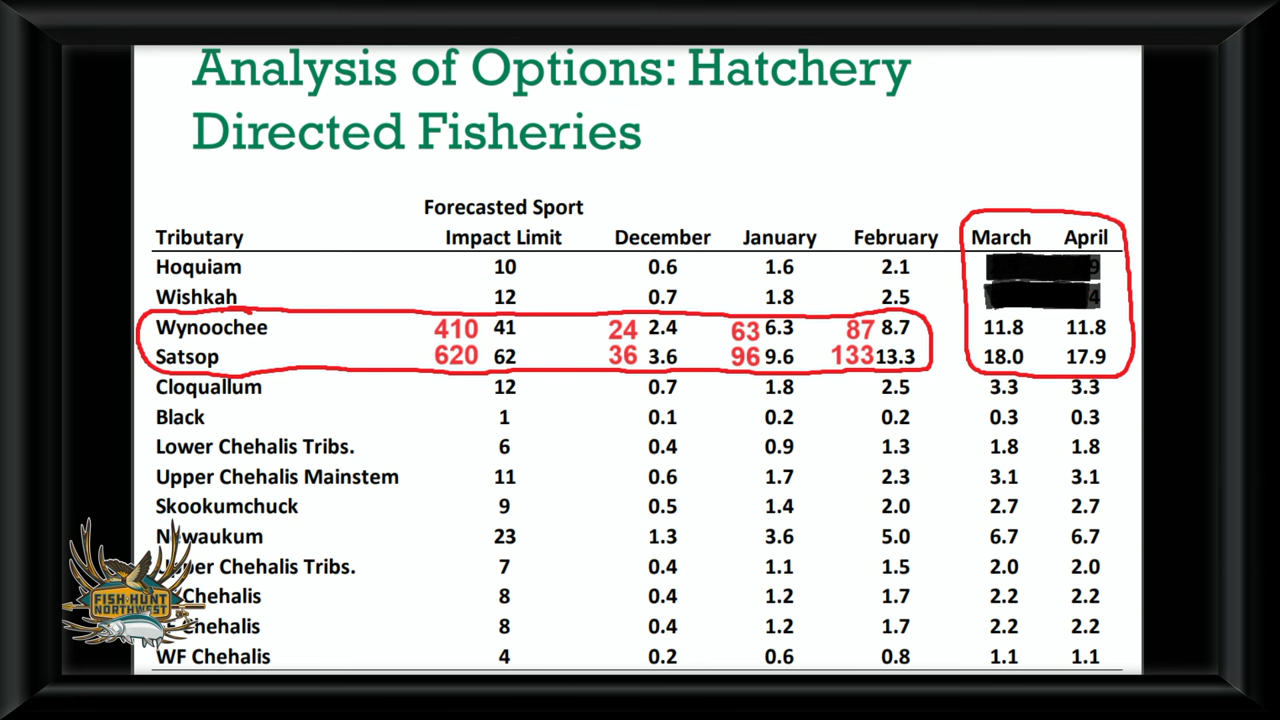 Analysis of Options: Hatchery
Directed Fisheries
Forecasted Sport
Tributary Impact Limit December January February March April
Hoquiam 10 0.6 1.6 2.1 9
Wishkah 12 0.7 1.8 2.5 4
Wynoochee 410 41 24 2.4 63 6.3 87 8.7 11.8 11.8
Satsop 620 62 36 3.6 96 9.6 133 13.3 18.0 17.9
Cloquallum 12 0.7 1.8 2.5 3.3 3.3
Black 1 0.1 0.2 0.2 0.3 0.3
Lower Chehalis Tribs. 6 0.4 0.9 1.3 1.8 1.8
Upper Chehalis Mainstem 11 0.6 1.7 2.3 3.1 3.1
Skookumchuck 9 0.5 1.4 2.0 2.7 2.7
Newaukum 23 1.3 3.6 5.0 6.7 6.7
Upper Chehalis Tribs. 7 0.4 1.1 1.5 2.0 2.0
Chehalis 8 0.4 1.2 1.7 2.2 2.2
Chehalis 8 0.4 1.2 1.7 2.2 2.2
WF Chehalis 4 0.2 0.6 0.8 1.1 1.1
FISH HUNT
NORTHWEST